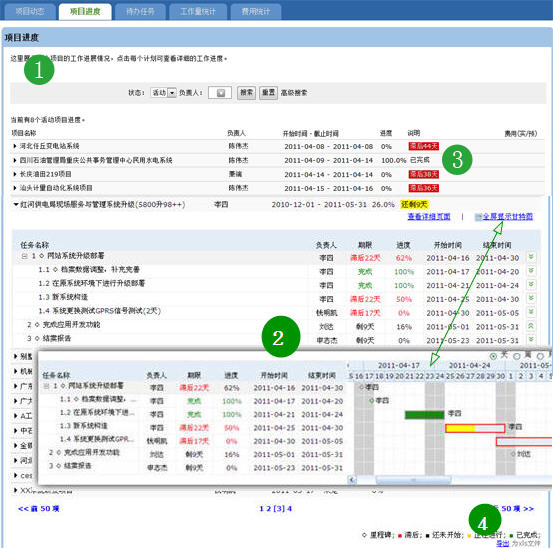 项目动态 项目进度 待办任务 工作量统计 费用统计
项目进度
1
项目的工作进展情况，点击每个计划可查看详细的工作进度。
状态： 活动 负责人： 搜索 重置 高级搜索
当前有8个活动项目进度。
项目名称 负责人 开始时间 - 截止时间 进度 说明 费用(实/预)
河北任丘变电站系统 陈伟杰 2011-04-08 - 2011-04-08 0% 滞后44天
3
四川石油管理局重庆公共事务管理中心民用水电系统 陈伟杰 2011-04-09 - 2011-04-14 100.0% 已完成
长庆油田219项目 2011-04-14 - 2011-04-14 0% 滞后38天
汕头计量自动化系统项目 陈伟杰 2011-04-15 - 2011-04-16 0% 滞后36天
红河供电局现场服务与管理系统升级(5800升98++) 李四 2010-12-01 - 2011-05-31 26.0% 还剩9天
查看详细页面 | 全屏显示甘特图
任务名称 负责人 期限 进度 开始时间 结束时间
1 ◇ 网站系统升级部署 李四 滞后22天 62% 2011-04-16 2011-04-30
1.1 ◇ 档案数据调整，补充完善 李四 完成 100% 2011-04-17 2011-04-20
1.2 在原系统环境下进行升级部署 李四 完成 100% 2011-04-21 2011-04-24
1.3 新系统构造 李四 滞后22天 50% 2011-04-25 2011-04-30
1.4 系统更换测试GPRS信号测试(2天) 钱明凯 滞后17天 0% 2011-04-30 2011-05-05
2 ◇ 完成应用开发功能 刘达 剩9天 16% 2011-05-01 2011-05-31
3 ◇ 结案报告 申志杰 剩9天 0% 2011-05-23 2011-05-31
2
天 周
2011-04-17 2011-04-24 2011-05
任务名称 负责人 期限 进度 开始时间 结束时间 5 16 17 18 19 20 21 22 23 24 25 26 27 28 29 30 1 2 3 4 5
1 ◇ 网站系统升级部署 李四 滞后22天 62% 2011-04-16 2011-04-30 李四
1.1 ◇ 档案数据调整，... 李四 完成 100% 2011-04-17 2011-04-20 李四
1.2 在原系统环境下进... 李四 完成 100% 2011-04-21 2011-04-24 李四
1.3 新系统构造 李四 滞后22天 50% 2011-04-25 2011-04-30 李四
1.4 系统更换测试GPR... 钱明凯 滞后17天 0% 2011-04-30 2011-05-05
2 ◇ 完成应用开发功能 刘达 剩9天 16% 2011-05-01 2011-05-31 刘达
3 ◇ 结案报告 申志杰 剩9天 0% 2011-05-23 2011-05-31
<< 前 50 项 1 2 [3] 4 50 项 >>
4
◇ 里程碑； 滞后； 还未开始； 正在进行； 已完成；
导出 为xls文件